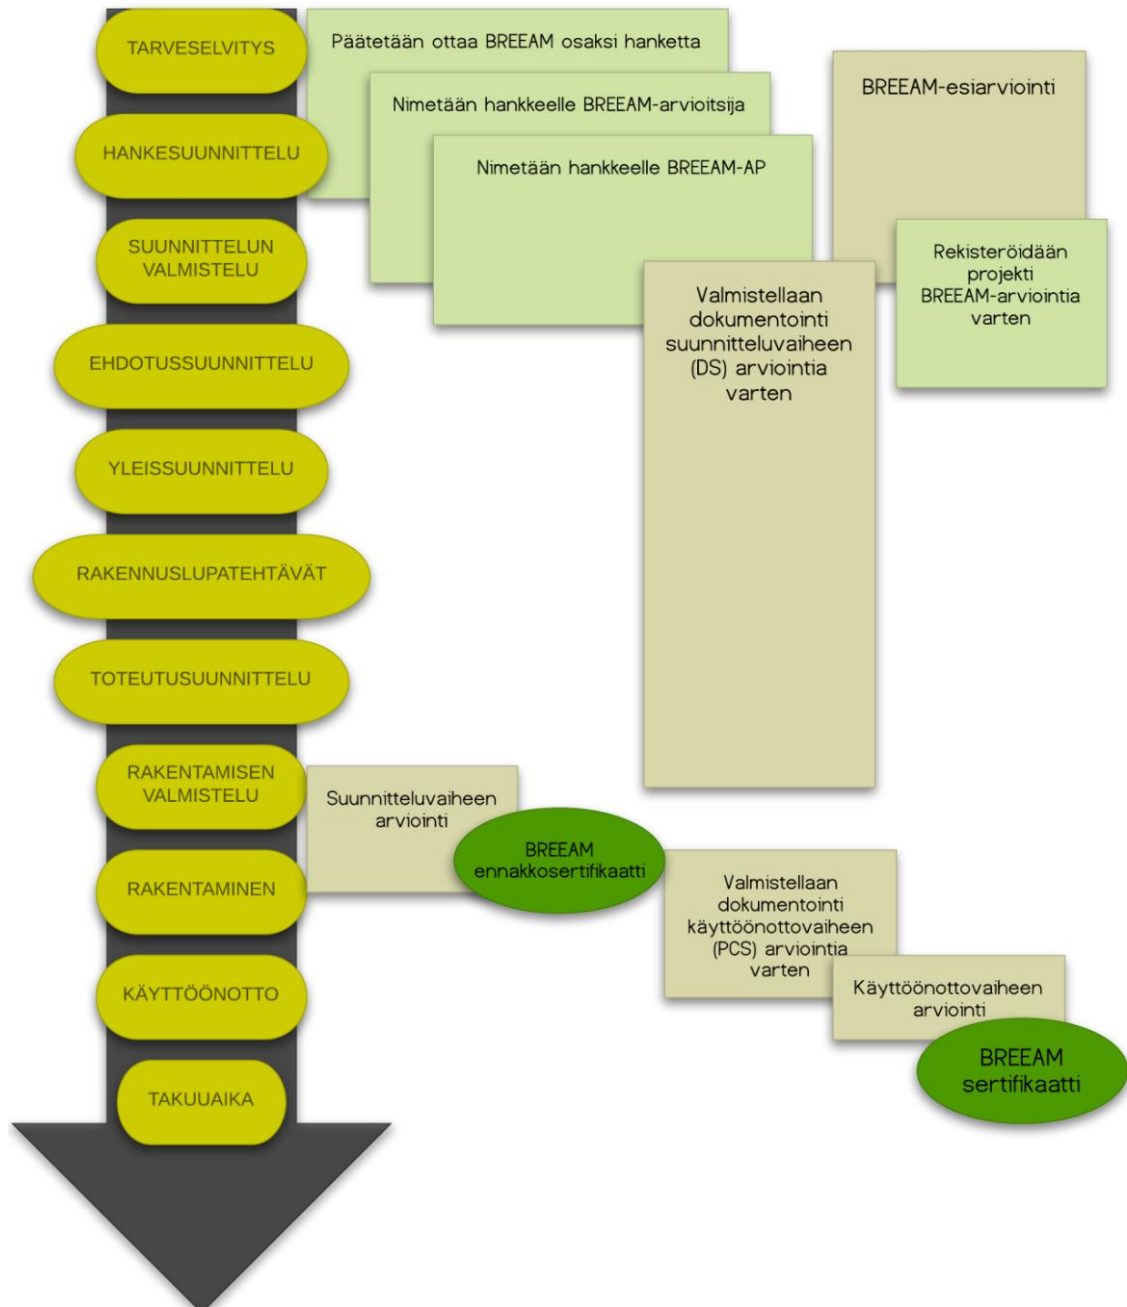 TARVESELVITYS
Päätetään ottaa BREEAM osaksi hanketta
BREEAM-esiarviointi
Nimetään hankkeelle BREEAM-arvioitsija
HANKESUUNNITTELU
Nimetään hankkeelle BREEAM-AP
SUUNNITTELUN
VALMISTELU
Rekisteröidään
projekti
BREEAM-arviointia
varten
Valmistellaan
dokumentointi
suunnitteluvaiheen
(DS) arviointia
varten
EHDOTUSSUUNNITTELU
YLEISSUUNNITTELU
RAKENNUSLUPATEHTÄVÄT
TOTEUTUSUUNNITTELU
RAKENTAMISEN
VALMISTELU
Suunnitteluvaiheen
arviointi
BREEAM
ennakkosertifikaatti
RAKENTAMINEN
Valmistellaan
dokumentointi
käyttöönottovaiheen
(PCS) arviointia
varten
KÄYTTÖÖNOTTO
Käyttöönottovaiheen
arviointi
BREEAM
sertifikaatti
TAKUUAIKA